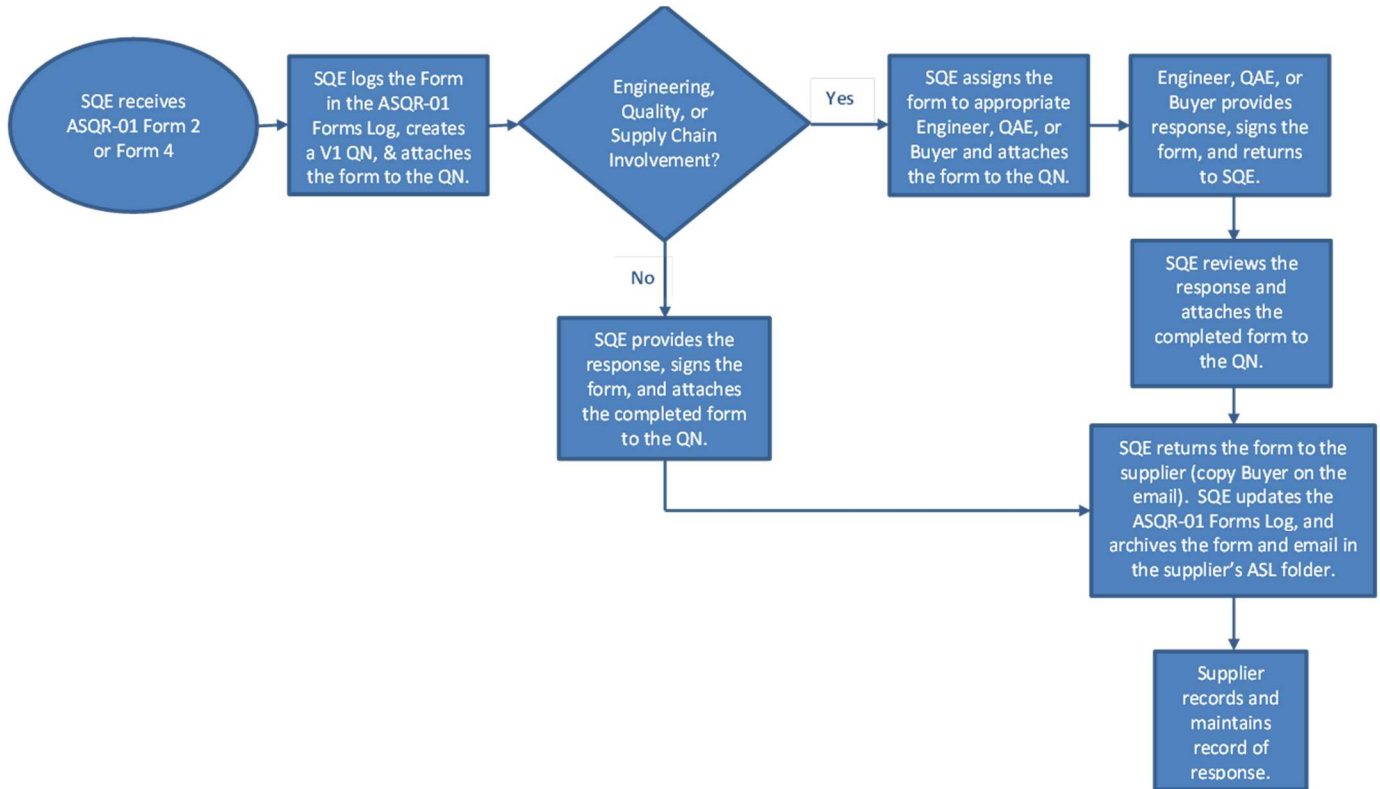 SQE receives
ASQR-01 Form 2
or Form 4
SQE logs the Form
in the ASQR-01
Forms Log, creates
a V1 QN, & attaches
the form to the QN.
Engineering,
Quality, or
Supply Chain
Involvement?
Yes
SQE assigns the
form to appropriate
Engineer, QAE, or
Buyer and attaches
the form to the QN.
Engineer, QAE, or
Buyer provides
response, signs the
form, and returns
to SQE.
No
SQE provides the
response, signs the
form, and attaches
the completed form
to the QN.
SQE reviews the
response and
attaches the
completed form to
the QN.
SQE returns the form to the
supplier (copy Buyer on the
email).  SQE updates the
ASQR-01 Forms Log, and
archives the form and email in
the supplier’s ASL folder.
Supplier
records and
maintains
record of
response.